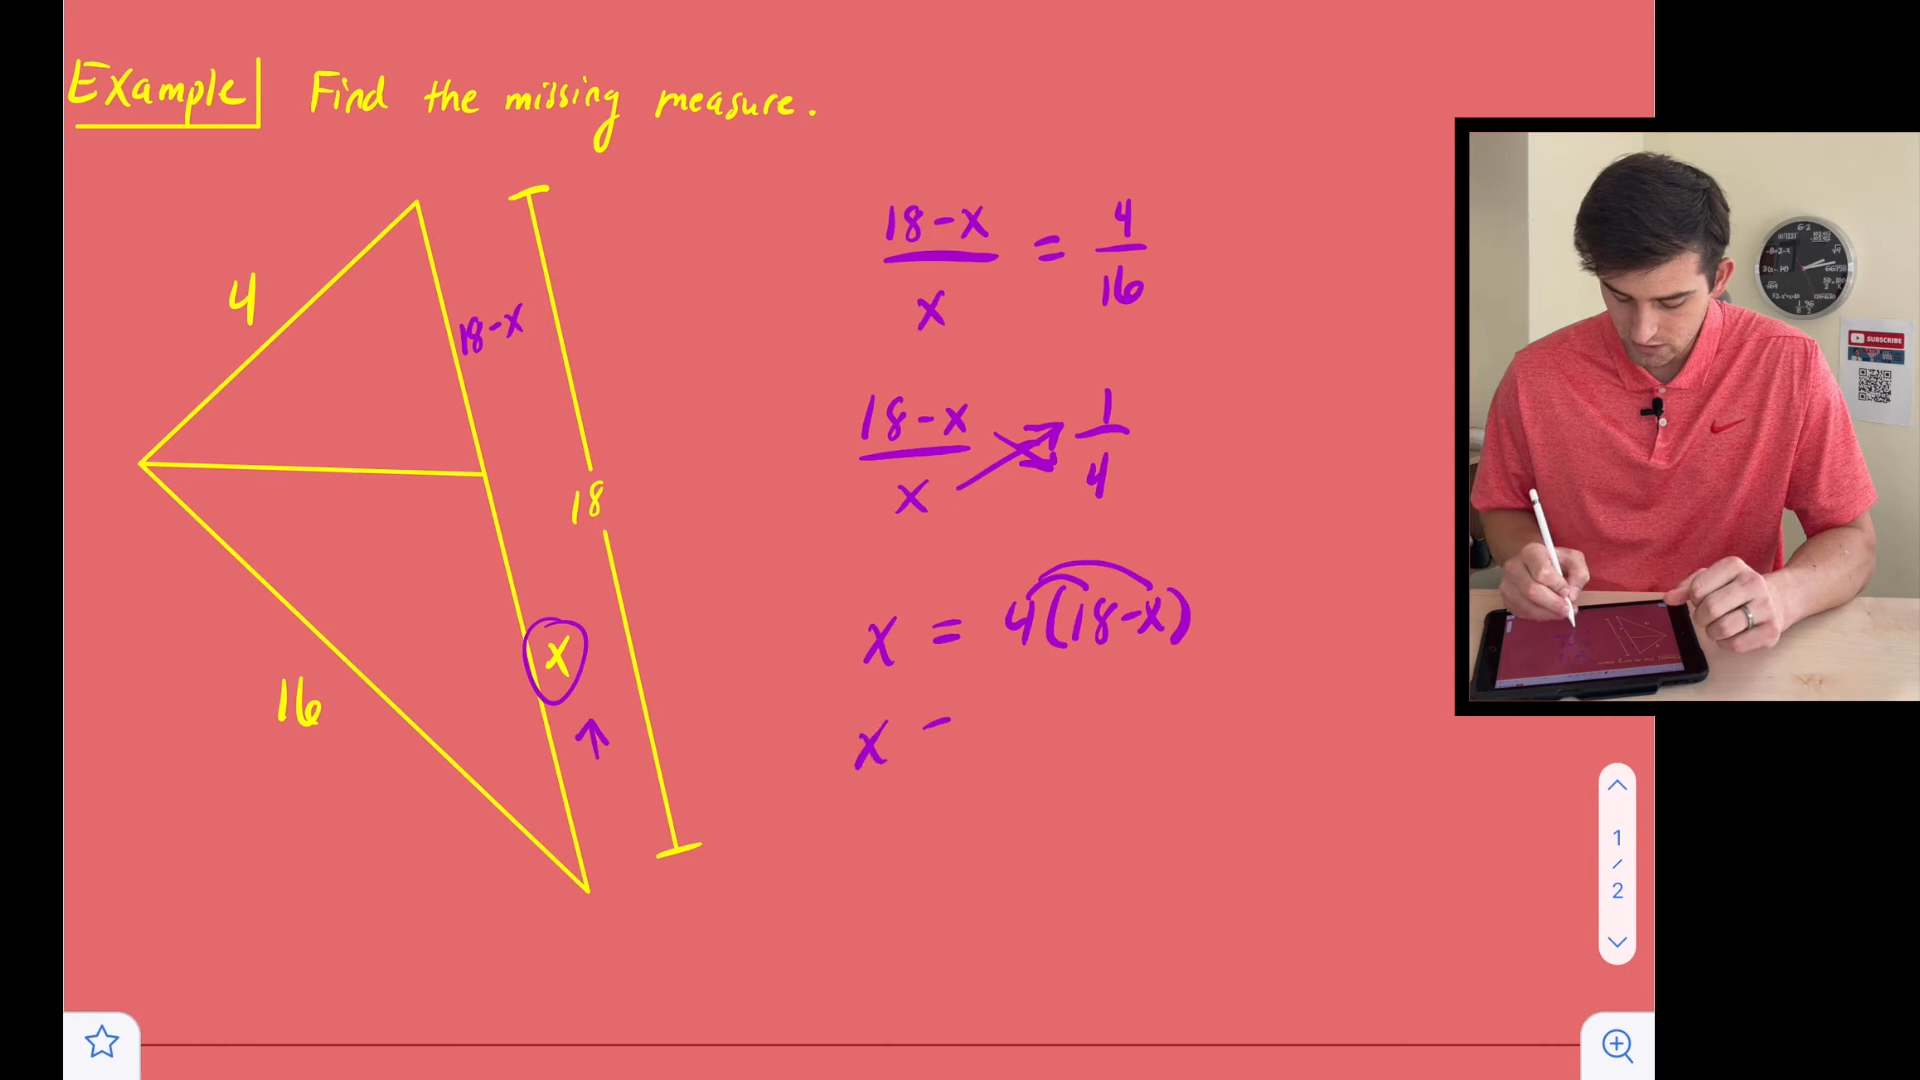 Example Find the missing measure.
4
18-x
18
x
16
18-x / x = 4 / 16
18-x / x 1 / 4
x = 4(18-x)
x =
SUBSCRIBE
1
/
2